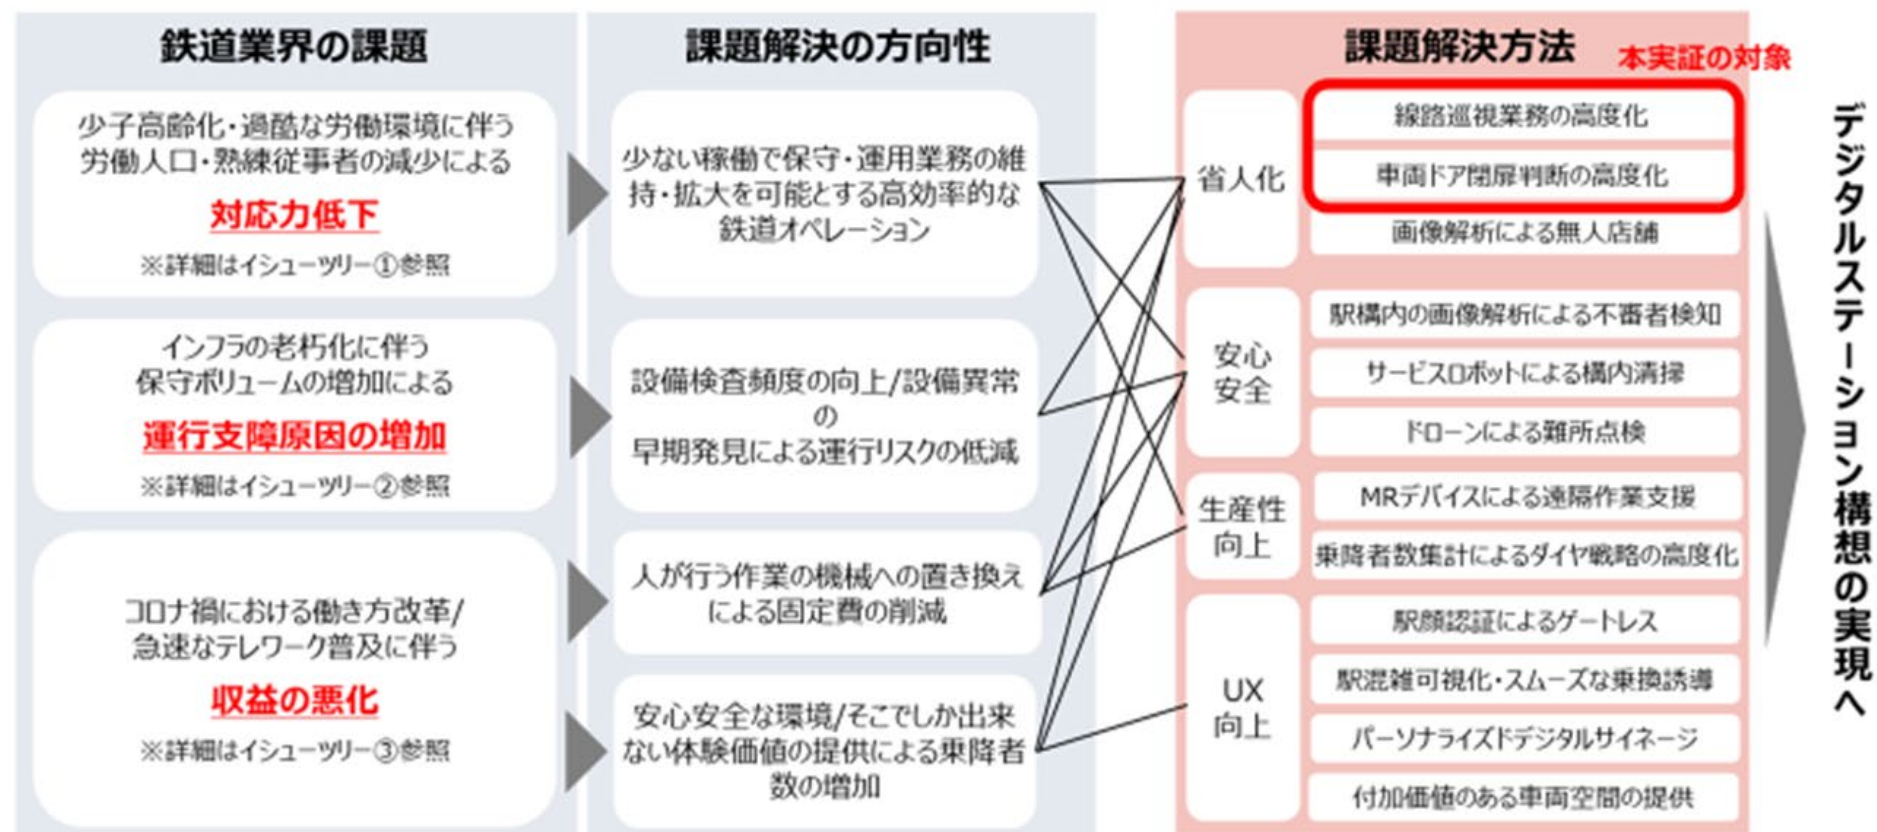 鉄道業界の課題
少子高齢化・過酷な労働環境に伴う
労働人口・熟練従事者の減少による
対応力低下
※詳細はイシューツリー①参照
インフラの老朽化に伴う
保守ボリュームの増加による
運行支障原因の増加
※詳細はイシューツリー②参照
コロナ禍における働き方改革/
急速なテレワーク普及に伴う
収益の悪化
※詳細はイシューツリー③参照
課題解決の方向性
少ない稼働で保守・運用業務の維
持・拡大を可能とする高効率的な
鉄道オペレーション
設備検査頻度の向上/設備異常
の
早期発見による運行リスクの低減
人が行う作業の機械への置き換え
による固定費の削減
安心安全な環境/そこでしか出来
ない体験価値の提供による乗降者
数の増加
課題解決方法
本実証の対象
省人化
線路巡視業務の高度化
車両ドア閉扉判断の高度化
画像解析による無人店舗
安心
安全
駅構内の画像解析による不審者検知
サービスロボットによる構内清掃
ドローンによる難所点検
生産性
向上
MRデバイスによる遠隔作業支援
乗降者数集計によるダイヤ戦略の高度化
UX
向上
駅顔認証によるゲートレス
駅混雑可視化・スムーズな乗換誘導
パーソナライズドデジタルサイネージ
付加価値のある車両空間の提供
デジタルステーション構想の実現へ